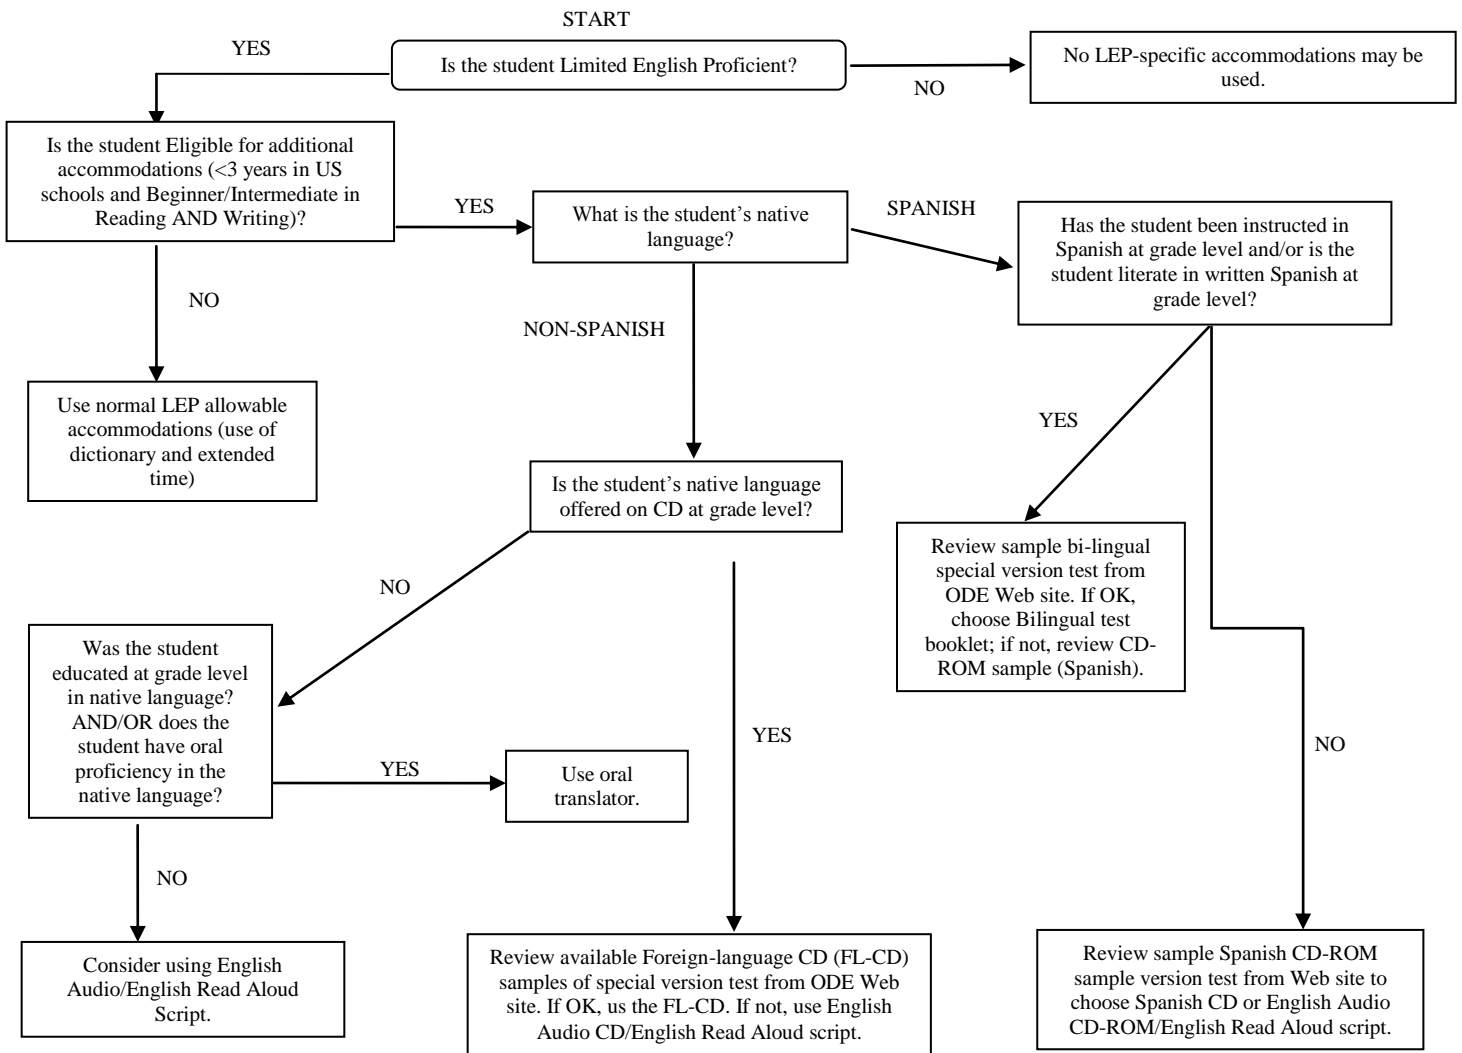 START
YES
Is the student Limited English Proficient?
NO
No LEP-specific accommodations may be
used.
Is the student Eligible for additional
accommodations (<3 years in US
schools and Beginner/Intermediate in
Reading AND Writing)?
YES
What is the student’s native
language?
SPANISH
Has the student been instructed in
Spanish at grade level and/or is the
student literate in written Spanish at
grade level?
NO
NON-SPANISH
Use normal LEP allowable
accommodations (use of
dictionary and extended
time)
YES
Is the student’s native language
offered on CD at grade level?
Review sample bi-lingual
special version test from
ODE Web site. If OK,
choose Bilingual test
booklet; if not, review CD-
ROM sample (Spanish).
NO
Was the student
educated at grade level
in native language?
AND/OR does the
student have oral
proficiency in the
native language?
YES
Use oral
translator.
YES
NO
NO
Consider using English
Audio/English Read Aloud
Script.
Review available Foreign-language CD (FL-CD)
samples of special version test from ODE Web
site. If OK, us the FL-CD. If not, use English
Audio CD/English Read Aloud script.
Review sample Spanish CD-ROM
sample version test from Web site to
choose Spanish CD or English Audio
CD-ROM/English Read Aloud script.